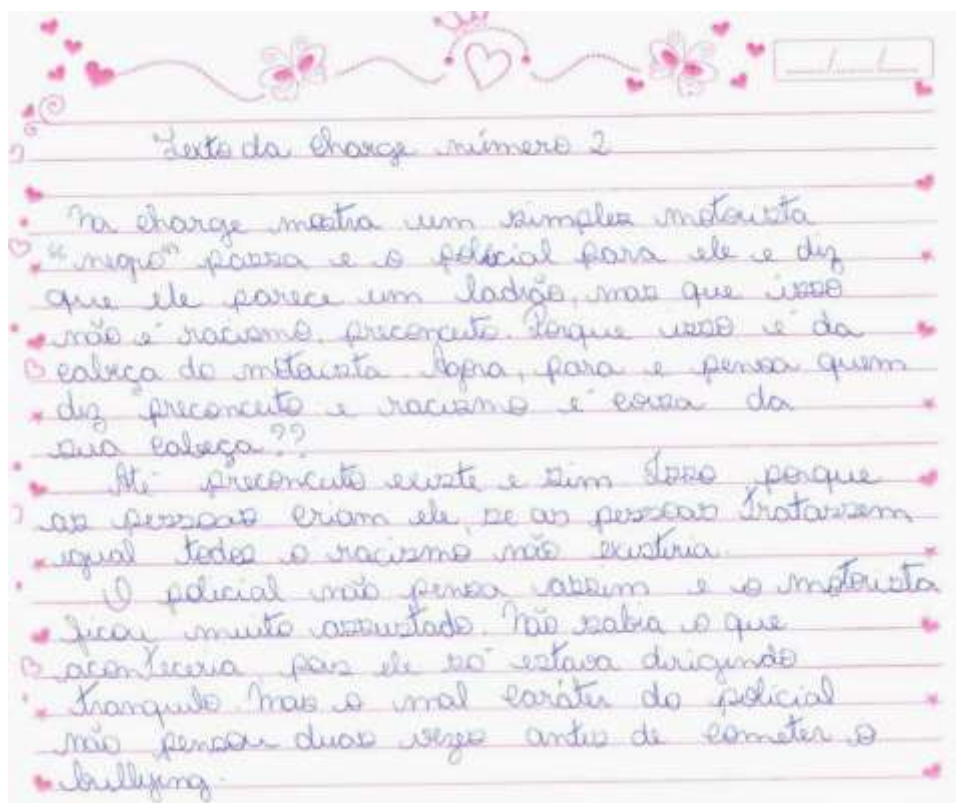 Texto da charge número 2
Na charge mostra um simples motorista
"negro" passa e o policial para ele e diz
que ele parece um ladrão, mas que isso
não é racismo. preconceito. Porque isso é da
cabeça do motorista. Agora, para e pensa quem
diz preconceito e racismo é coisa da
sua cabeça??
Até preconceito existe e sim Isso porque
as pessoas criam ele, se as pessoas Tratassem
igual todos o racismo não existiria.
O policial não pensa assim e o motorista
ficou muito assustado. Não sabia o que
aconteceria pois ele só estava dirigindo
tranquilo. Mas o mal caráter do policial
não pensou duas vezes antes de cometer o
bullying.